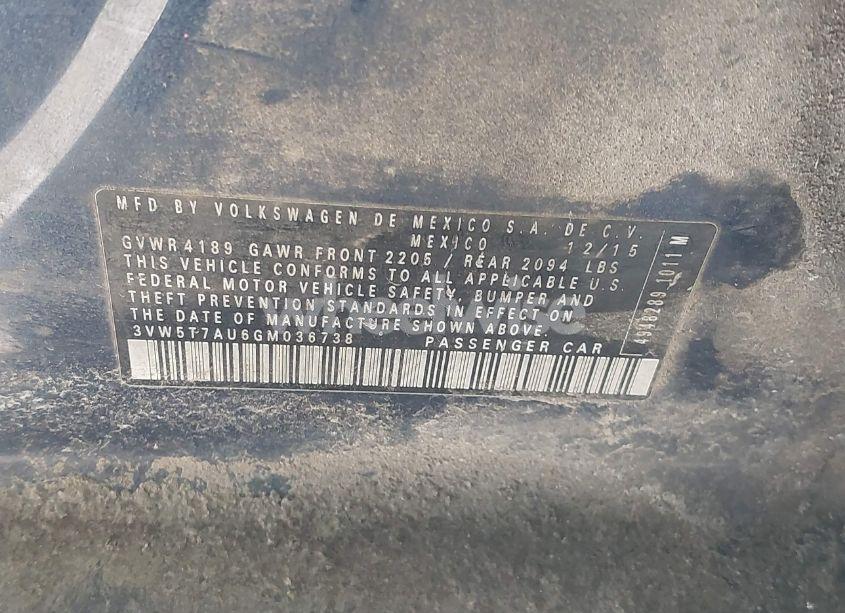 MFD BY VOLKSWAGEN DE MEXICO S.A. DE C.V.
MEXICO 12/15
GVWR 4189 GAWR FRONT 2205 / REAR 2094 LBS
THIS VEHICLE CONFORMS TO ALL APPLICABLE U.S.
FEDERAL MOTOR VEHICLE SAFETY, BUMPER AND
THEFT PREVENTION STANDARDS IN EFFECT ON
THE DATE OF MANUFACTURE SHOWN ABOVE.
3VW5T7AU6GM036738 PASSENGER CAR
1011 M